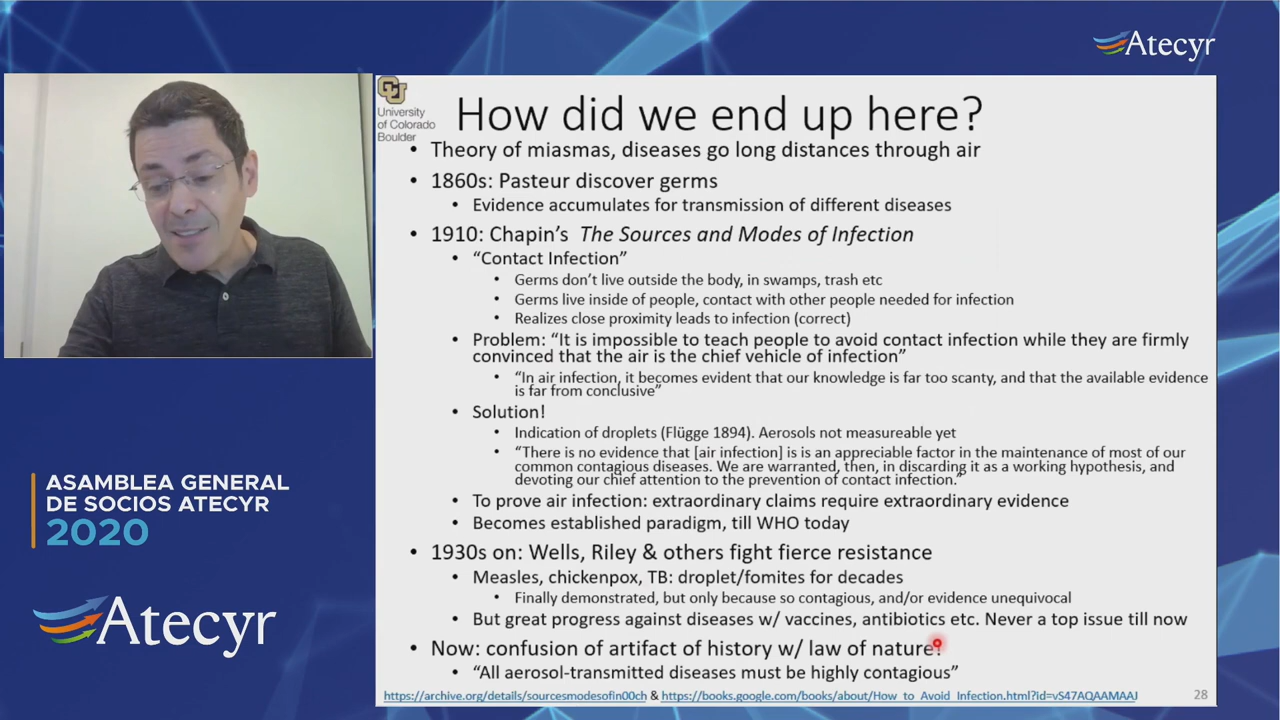 Atecyr
University
of Colorado
Boulder
How did we end up here?
• Theory of miasmas, diseases go long distances through air
• 1860s: Pasteur discover germs
• Evidence accumulates for transmission of different diseases
• 1910: Chapin’s The Sources and Modes of Infection
• “Contact Infection”
• Germs don’t live outside the body, in swamps, trash etc
• Germs live inside of people, contact with other people needed for infection
• Realizes close proximity leads to infection (correct)
• Problem: “It is impossible to teach people to avoid contact infection while they are firmly
convinced that the air is the chief vehicle of infection”
• “In air infection, it becomes evident that our knowledge is far too scanty, and that the available evidence
is far from conclusive”
• Solution!
• Indication of droplets (Flügge 1894). Aerosols not measureable yet
• “There is no evidence that [air infection] is is an appreciable factor in the maintenance of most of our
common contagious diseases. We are warranted, then, in discarding it as a working hypothesis, and
devoting our chief attention to the prevention of contact infection.”
• To prove air infection: extraordinary claims require extraordinary evidence
• Becomes established paradigm, till WHO today
• 1930s on: Wells, Riley & others fight fierce resistance
• Measles, chickenpox, TB: droplet/fomites for decades
• Finally demonstrated, but only because so contagious, and/or evidence unequivocal
• But great progress against diseases w/ vaccines, antibiotics etc. Never a top issue till now
• Now: confusion of artifact of history w/ law of nature!
• “All aerosol-transmitted diseases must be highly contagious”
https://archive.org/details/sourcesmodesofin00ch & https://books.google.com/books/about/How_to_Avoid_Infection.html?id=vS47AQAAMAAJ
28
ASAMBLEA GENERAL
DE SOCIOS ATECYR
2020
Atecyr